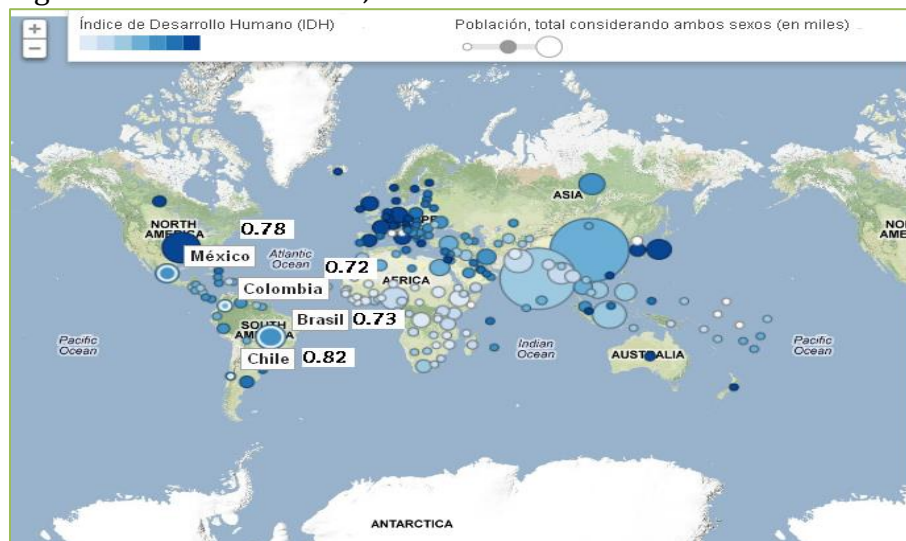 +
−
Índice de Desarrollo Humano (IDH)
Población, total considerando ambos sexos (en miles)
ASIA
NORTH
AMERICA
0.78
México
Atlantic
Ocean
0.72
AFRICA
Colombia
Brasil 0.73
SOUTH
AMERICA
Chile 0.82
Pacific
Ocean
Indian
Ocean
AUSTRALIA
Pacific
Ocean
ANTARCTICA